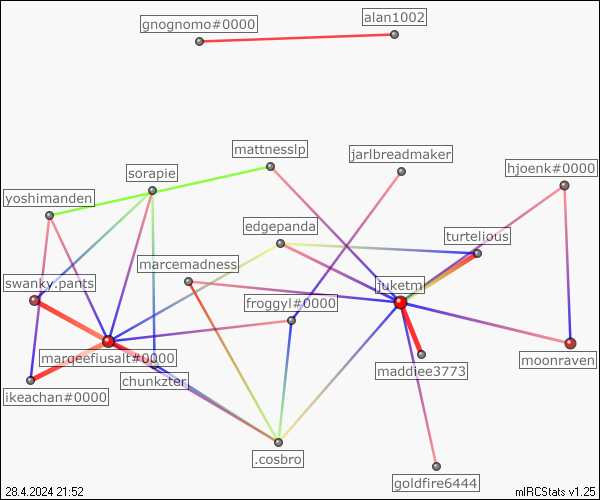 alan1002
gnognomo#0000
mattnesslp
jarlbreadmaker
sorapie
hjoenk#0000
yoshimanden
edgepanda
turtelious
marcemadness
swanky.pants
juketm
froggyl#0000
marqeefiusalt#0000
moonraven
maddiee3773
chunkzter
ikeachan#0000
.cosbro
goldfire6444
28.4.2024 21:52
mIRCStats v1.25